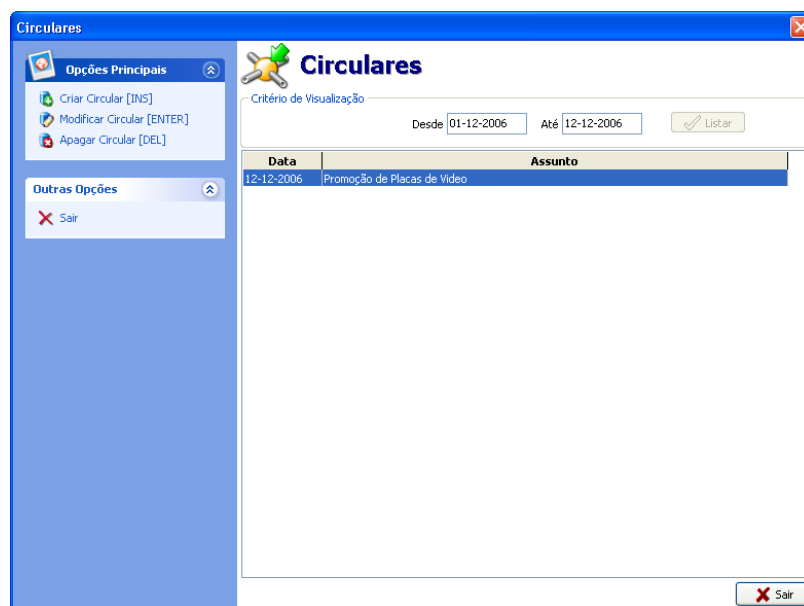 Circulares
Opções Principais
Criar Circular [INS]
Modificar Circular [ENTER]
Apagar Circular [DEL]
Outras Opções
Sair
Circulares
Critério de Visualização
Desde 01-12-2006 Até 12-12-2006 Listar
Data Assunto
12-12-2006 Promoção de Placas de Video
Sair